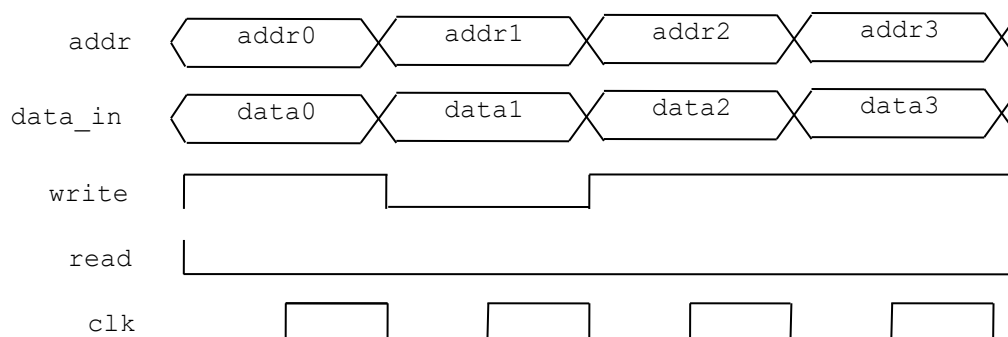 addr addr0 addr1 addr2 addr3
data_in data0 data1 data2 data3
write
read
clk